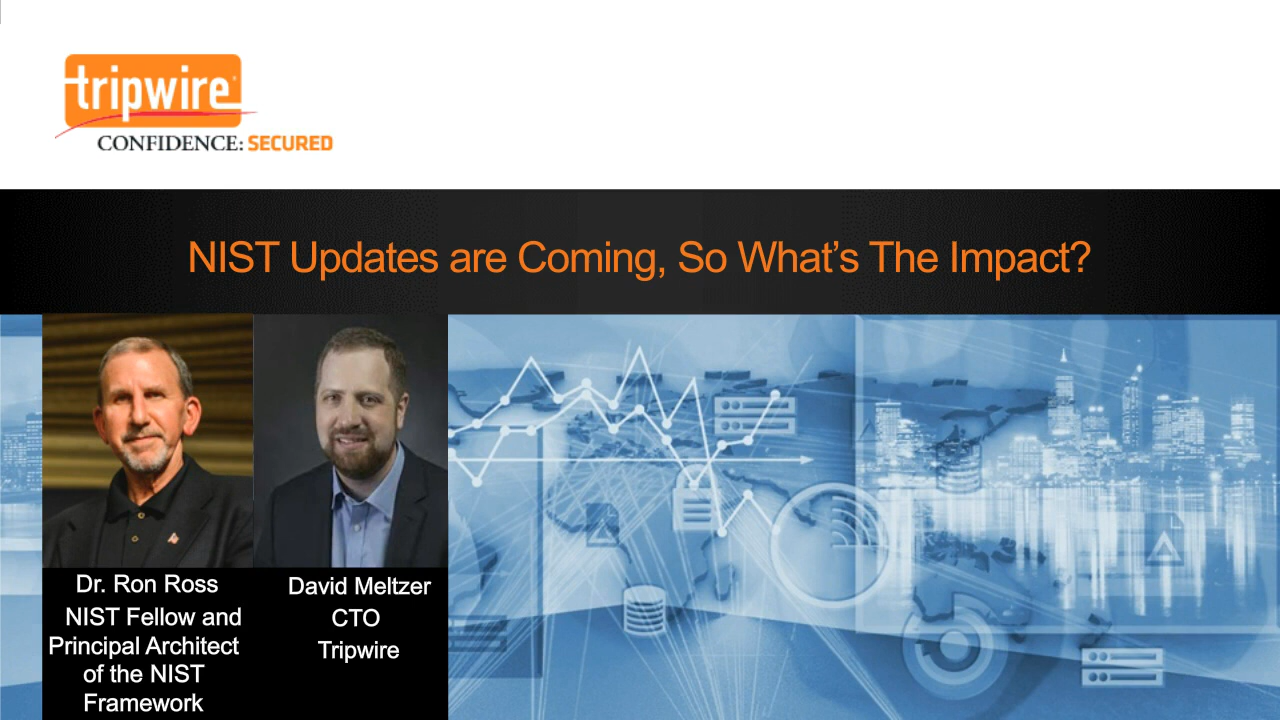 tripwire
CONFIDENCE: SECURED
NIST Updates are Coming, So What’s The Impact?
Dr. Ron Ross
NIST Fellow and
Principal Architect
of the NIST
Framework
David Meltzer
CTO
Tripwire